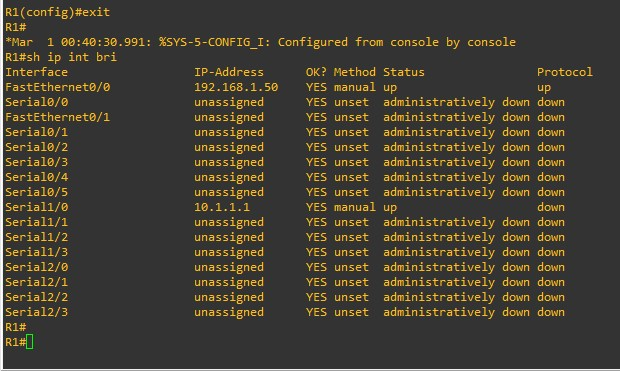 R1(config)#exit
R1#
*Mar  1 00:40:30.991: %SYS-5-CONFIG_I: Configured from console by console
R1#sh ip int bri
Interface                  IP-Address      OK? Method Status                Protocol
FastEthernet0/0            192.168.1.50    YES manual up                    up
Serial0/0                  unassigned      YES unset  administratively down down
FastEthernet0/1            unassigned      YES unset  administratively down down
Serial0/1                  unassigned      YES unset  administratively down down
Serial0/2                  unassigned      YES unset  administratively down down
Serial0/3                  unassigned      YES unset  administratively down down
Serial0/4                  unassigned      YES unset  administratively down down
Serial0/5                  unassigned      YES unset  administratively down down
Serial1/0                  10.1.1.1        YES manual up                    down
Serial1/1                  unassigned      YES unset  administratively down down
Serial1/2                  unassigned      YES unset  administratively down down
Serial1/3                  unassigned      YES unset  administratively down down
Serial2/0                  unassigned      YES unset  administratively down down
Serial2/1                  unassigned      YES unset  administratively down down
Serial2/2                  unassigned      YES unset  administratively down down
Serial2/3                  unassigned      YES unset  administratively down down
R1#
R1#